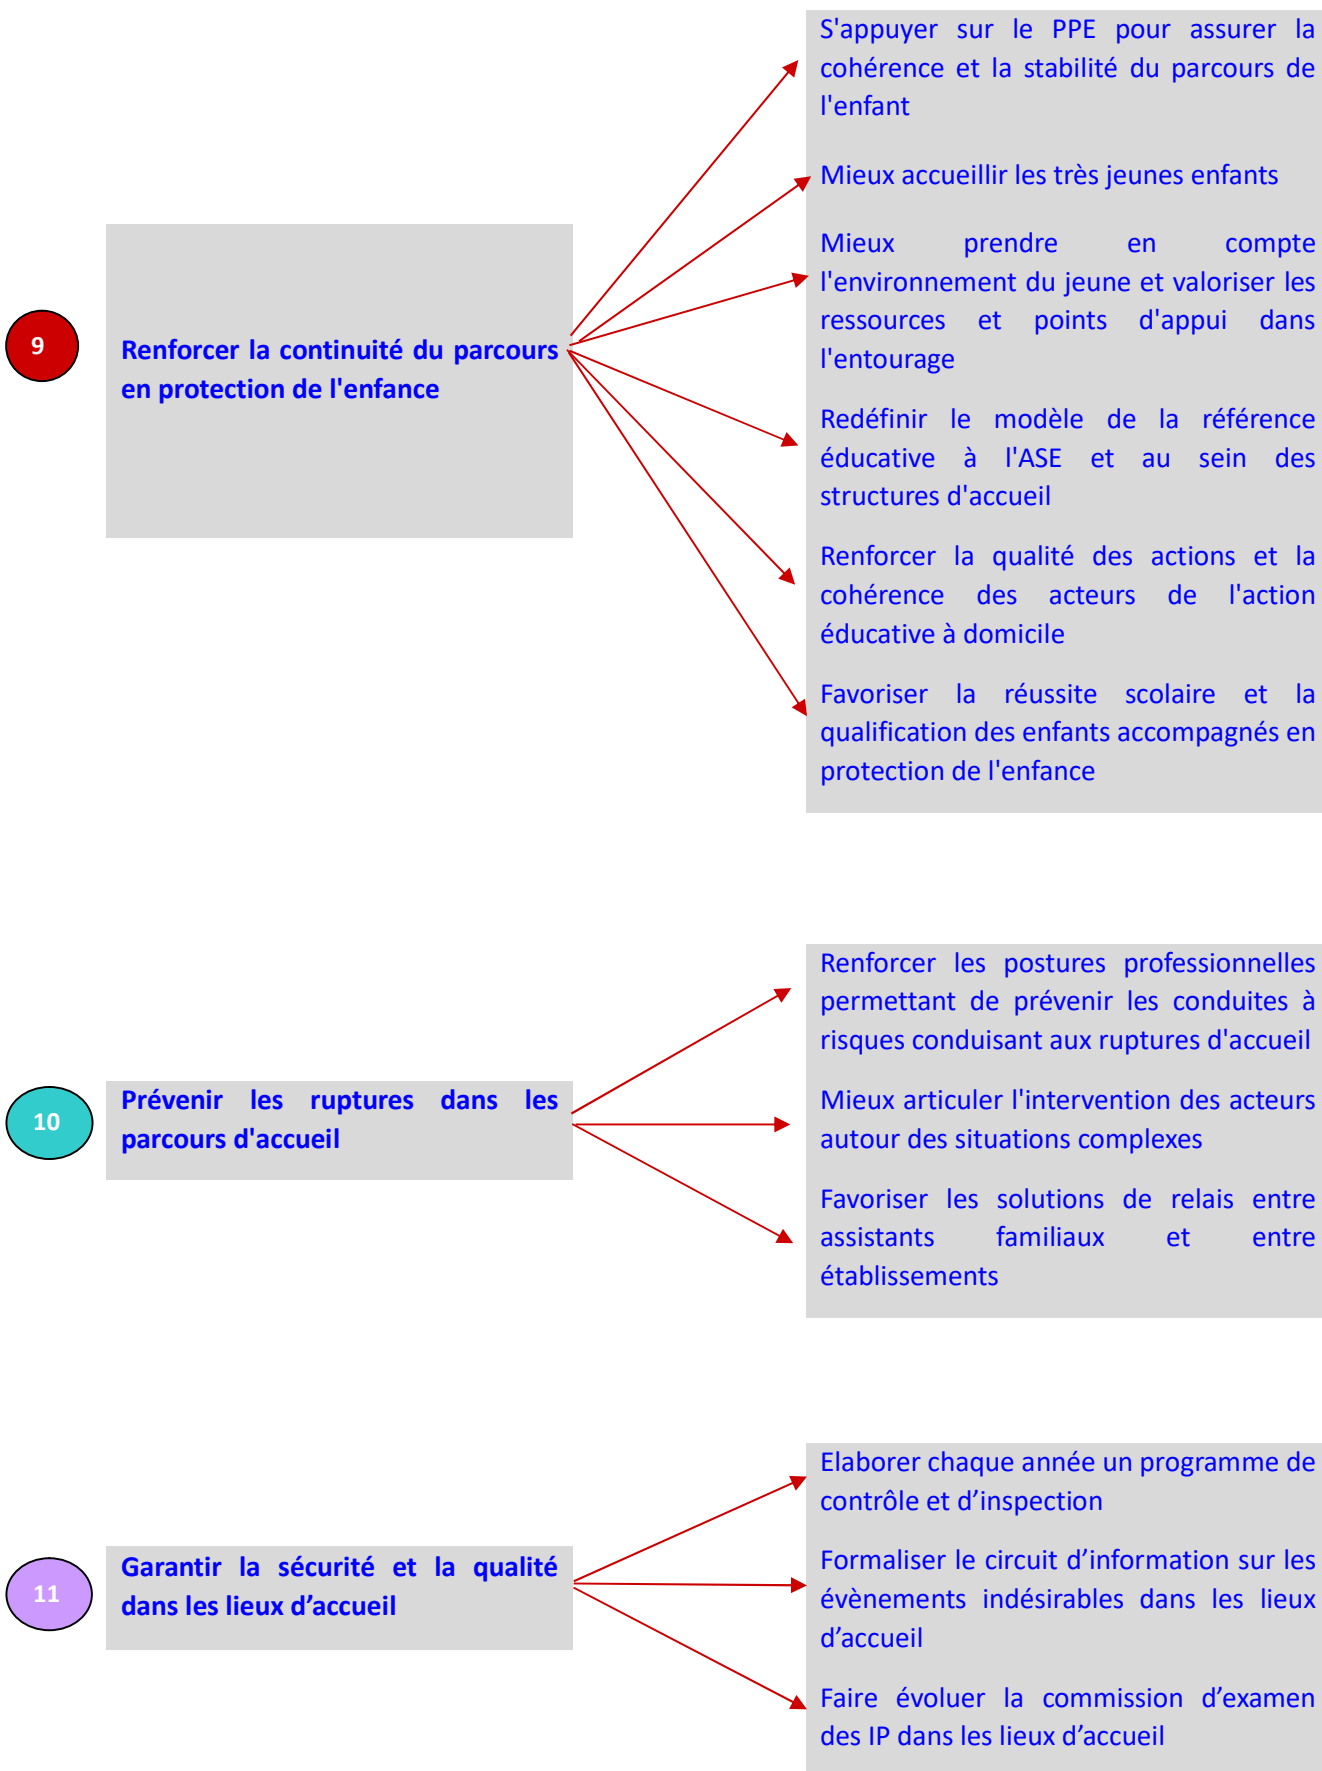 9
Renforcer la continuité du parcours
en protection de l'enfance
S'appuyer sur le PPE pour assurer la
cohérence et la stabilité du parcours de
l'enfant
Mieux accueillir les très jeunes enfants
Mieux prendre en compte
l'environnement du jeune et valoriser les
ressources et points d'appui dans
l'entourage
Redéfinir le modèle de la référence
éducative à l'ASE et au sein des
structures d'accueil
Renforcer la qualité des actions et la
cohérence des acteurs de l'action
éducative à domicile
Favoriser la réussite scolaire et la
qualification des enfants accompagnés en
protection de l'enfance
10
Prévenir les ruptures dans les
parcours d'accueil
Renforcer les postures professionnelles
permettant de prévenir les conduites à
risques conduisant aux ruptures d'accueil
Mieux articuler l'intervention des acteurs
autour des situations complexes
Favoriser les solutions de relais entre
assistants familiaux et entre
établissements
11
Garantir la sécurité et la qualité
dans les lieux d’accueil
Elaborer chaque année un programme de
contrôle et d’inspection
Formaliser le circuit d’information sur les
évènements indésirables dans les lieux
d’accueil
Faire évoluer la commission d’examen
des IP dans les lieux d’accueil